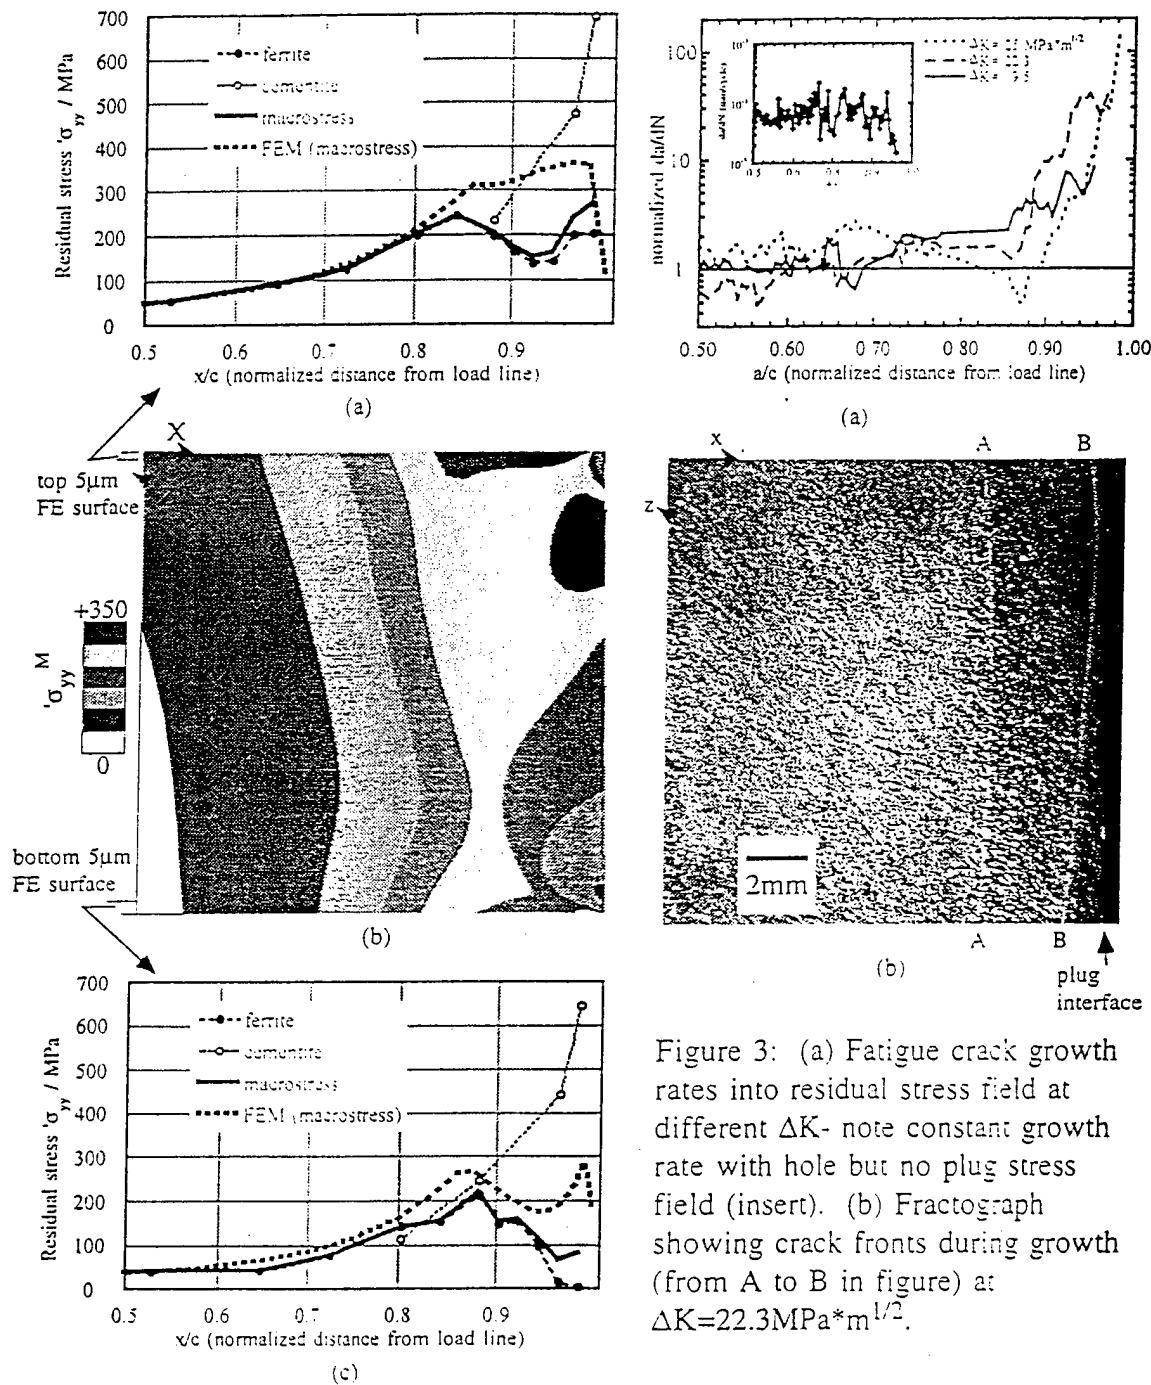 700
600
500
400
300
200
100
0
Residual stress 'σyy / MPa
ferrite
cementite
macrostress
FEM (macrostress)
0.5 0.6 0.7 0.8 0.9
x/c (normalized distance from load line)
(a)
100
10
1
normalized da/dN
ΔK= 22.3
0.50 0.60 0.70 0.80 0.90 1.00
a/c (normalized distance from load line)
(a)
X
top 5μm
FE surface
+350
'σyy M
0
bottom 5μm
FE surface
(b)
x
z
A B
2mm
A B
(b)
plug
interface
700
600
500
400
300
200
100
0
Residual stress 'σyy / MPa
ferrite
cementite
macrostress
FEM (macrostress)
0.5 0.6 0.7 0.8 0.9
x/c (normalized distance from load line)
(c)
Figure 3: (a) Fatigue crack growth
rates into residual stress field at
different ΔK- note constant growth
rate with hole but no plug stress
field (insert). (b) Fractograph
showing crack fronts during growth
(from A to B in figure) at
ΔK=22.3MPa*m1/2.